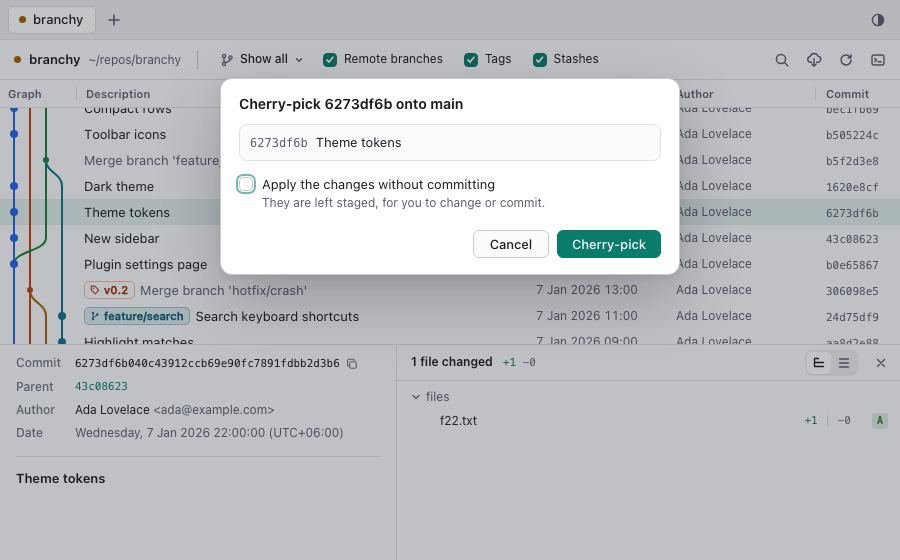 branchy
branchy ~/repos/branchy Show all Remote branches Tags Stashes
Graph Description Author Commit
Compact rows bec1fb69
Toolbar icons Ada Lovelace b505224c
Merge branch 'feature Ada Lovelace b5f2d3e8
Dark theme Ada Lovelace 1620e8cf
Theme tokens Ada Lovelace 6273df6b
New sidebar Ada Lovelace 43c08623
Plugin settings page Ada Lovelace b0e65867
v0.2 Merge branch 'hotfix/crash' 7 Jan 2026 13:00 Ada Lovelace 306098e5
feature/search Search keyboard shortcuts 7 Jan 2026 11:00 Ada Lovelace 24d75df9
Highlight matches 7 Jan 2026 09:00 Ada Lovelace aa8d2e88
Cherry-pick 6273df6b onto main
6273df6b Theme tokens
Apply the changes without committing
They are left staged, for you to change or commit.
Cancel Cherry-pick
Commit 6273df6b040c43912ccb69e90fc7891fdbb2d3b6
Parent 43c08623
Author Ada Lovelace <ada@example.com>
Date Wednesday, 7 Jan 2026 22:00:00 (UTC+06:00)
Theme tokens
1 file changed +1 −0
files
f22.txt +1 −0 A